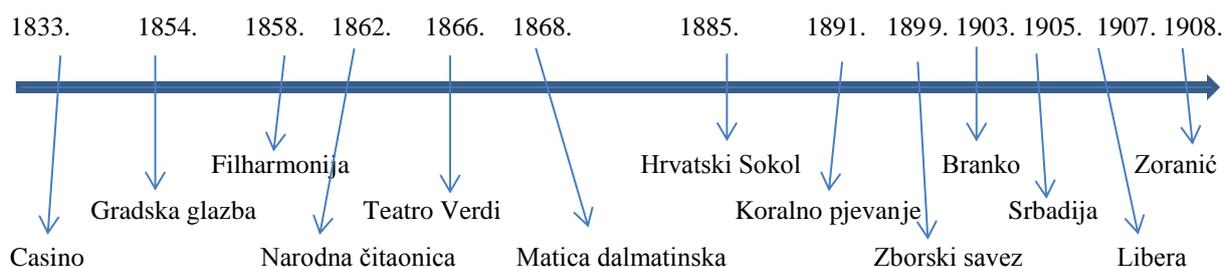 1833. 1854. 1858. 1862. 1866. 1868. 1885. 1891. 1899. 1903. 1905. 1907. 1908.
Filharmonija Hrvatski Sokol Branko Zoranić
Gradska glazba Teatro Verdi Koralno pjevanje Srbadija
Casino Narodna čitaonica Matica dalmatinska Zborski savez Libera